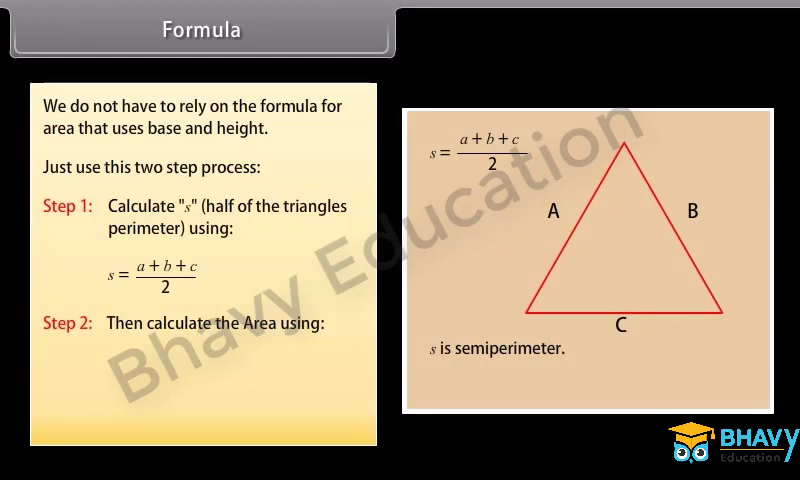 Formula
We do not have to rely on the formula for
area that uses base and height.
Just use this two step process:
Step 1: Calculate "s" (half of the triangles
perimeter) using:
s = a + b + c / 2
Step 2: Then calculate the Area using:
s = a + b + c / 2
A
B
C
s is semiperimeter.
Bhavy Education
BHAVY
Education